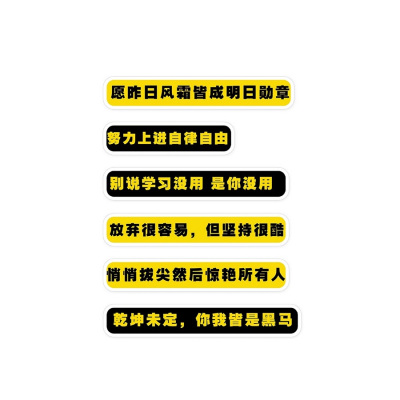 愿昨日风霜皆成明日勋章
努力上进自律自由
别说学习没用 是你没用
放弃很容易，但坚持很酷
悄悄拔尖然后惊艳所有人
乾坤未定，你我皆是黑马